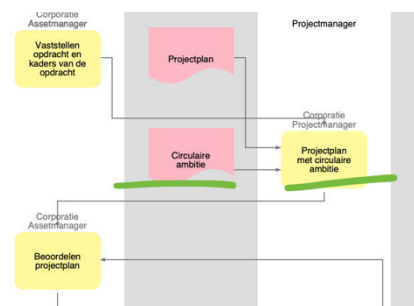 Corporatie
Assetmanager
Projectmanager
Vaststellen
opdracht en
kaders van de
opdracht
Projectplan
Corporatie
Projectmanager
Circulaire
ambitie
Projectplan
met circulaire
ambitie
Corporatie
Assetmanager
Beoordelen
projectplan